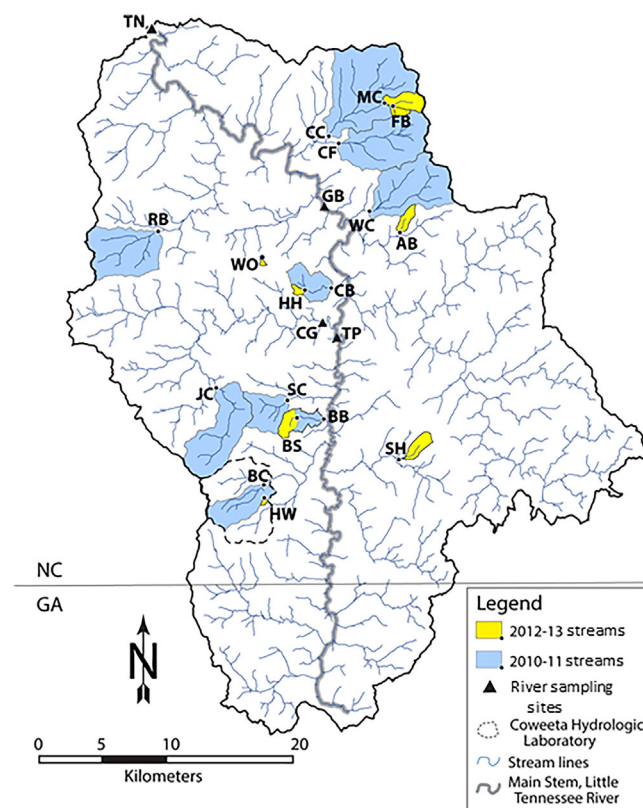 TN
MC
FB
CC
CF
GB
RB
WC
AB
WO
CB
HH
CG
TP
JC
SC
BB
BS
SH
BC
HW
NC
GA
N
0 5 10 20
Kilometers
Legend
2012-13 streams
2010-11 streams
River sampling
sites
Coweeta Hydrologic
Laboratory
Stream lines
Main Stem, Little
Tennessee River